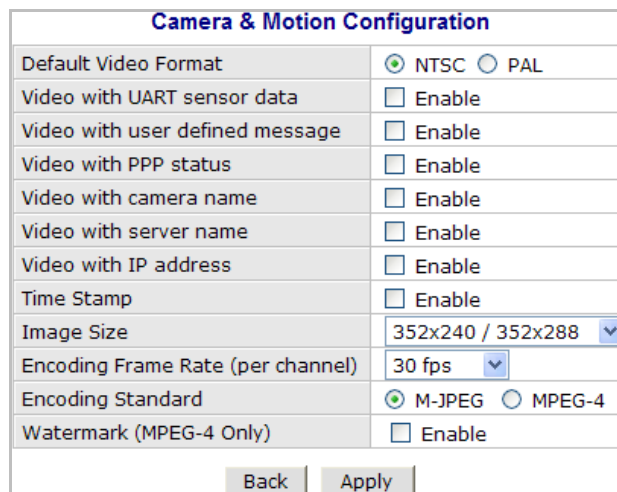 Camera & Motion Configuration
Default Video Format NTSC PAL
Video with UART sensor data Enable
Video with user defined message Enable
Video with PPP status Enable
Video with camera name Enable
Video with server name Enable
Video with IP address Enable
Time Stamp Enable
Image Size 352x240 / 352x288
Encoding Frame Rate (per channel) 30 fps
Encoding Standard M-JPEG MPEG-4
Watermark (MPEG-4 Only) Enable
Back Apply